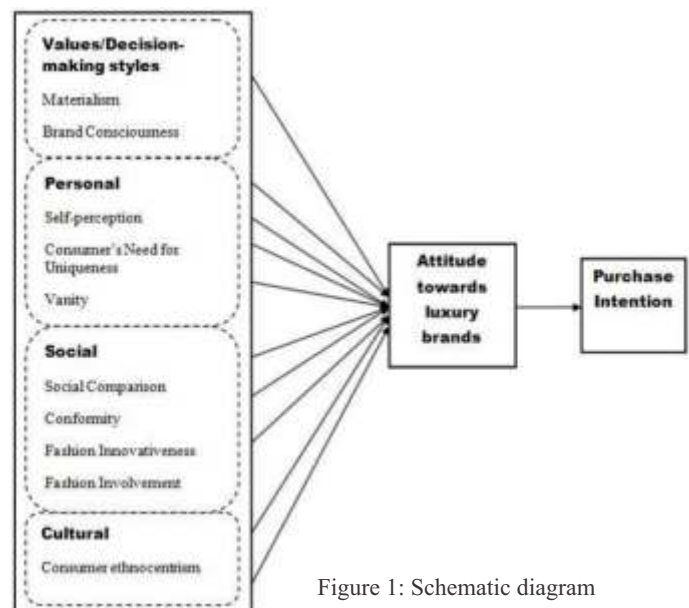 Values/Decision-
making styles
Materialism
Brand Consciousness
Personal
Self-perception
Consumer's Need for
Uniqueness
Vanity
Social
Social Comparison
Conformity
Fashion Innovativeness
Fashion Involvement
Cultural
Consumer ethnocentrism
Attitude
towards
luxury
brands
Purchase
Intention
Figure 1: Schematic diagram